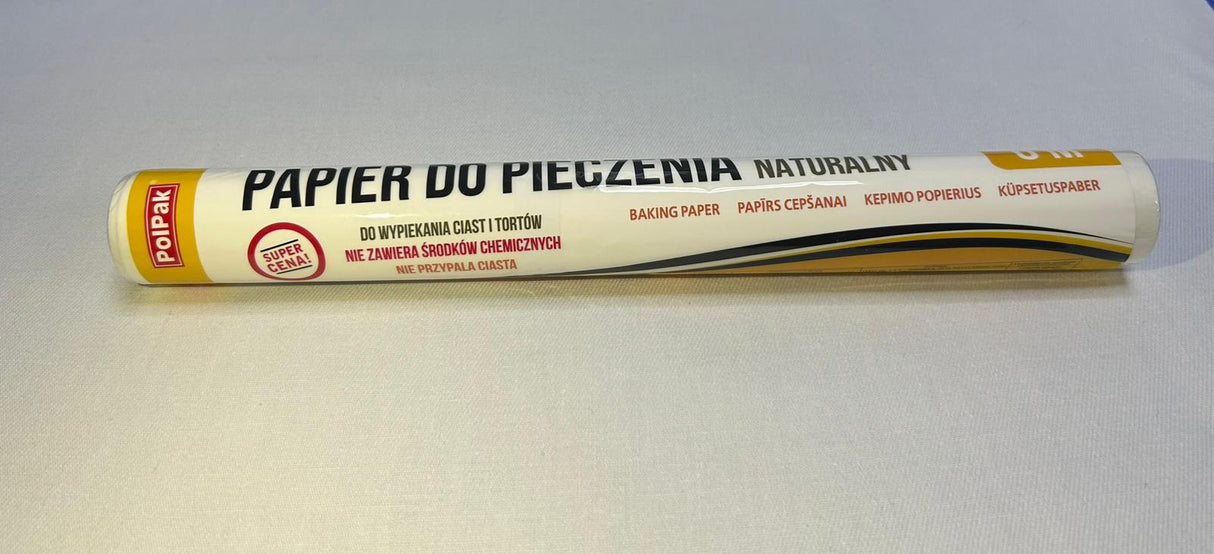 PolPak
PAPIER DO PIECZENIA NATURALNY
SUPER
CENA!
DO WYPIEKANIA CIAST I TORTÓW
NIE ZAWIERA ŚRODKÓW CHEMICZNYCH
NIE PRZYPALA CIASTA
BAKING PAPER PAPĪRS CEPŠANAI KEPIMO POPIERIUS KÜPSETUSPABER